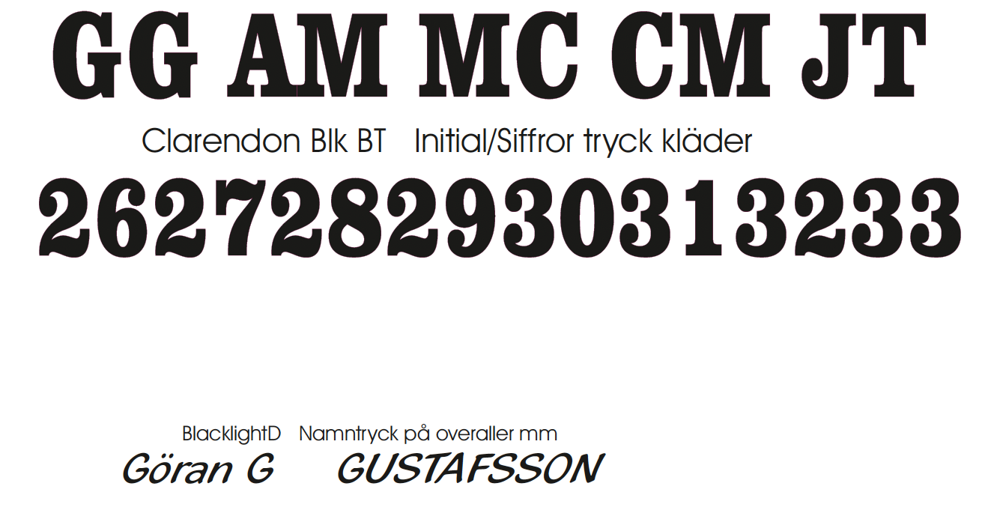 GG AM MC CM JT
Clarendon Blk BT Initial/Siffror tryck kläder
2627282930313233
BlacklightD Namntryck på overaller mm
Göran G GUSTAFSSON